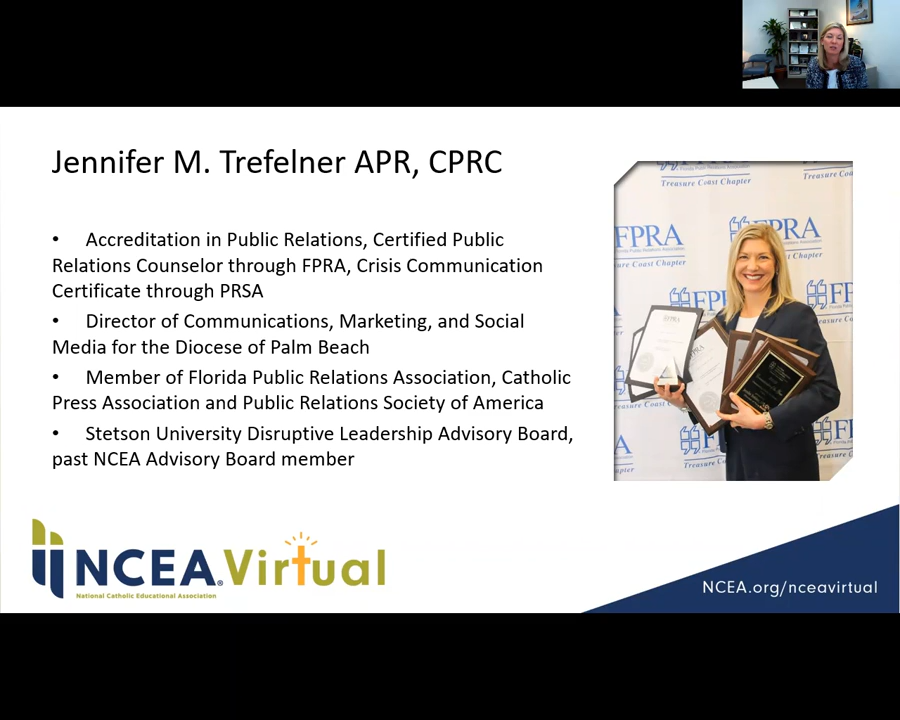 Jennifer M. Trefelner APR, CPRC
• Accreditation in Public Relations, Certified Public
Relations Counselor through FPRA, Crisis Communication
Certificate through PRSA
• Director of Communications, Marketing, and Social
Media for the Diocese of Palm Beach
• Member of Florida Public Relations Association, Catholic
Press Association and Public Relations Society of America
• Stetson University Disruptive Leadership Advisory Board,
past NCEA Advisory Board member
Treasure Coast Chapter
FPRA
NCEA® Virtual
National Catholic Educational Association
NCEA.org/nceavirtual